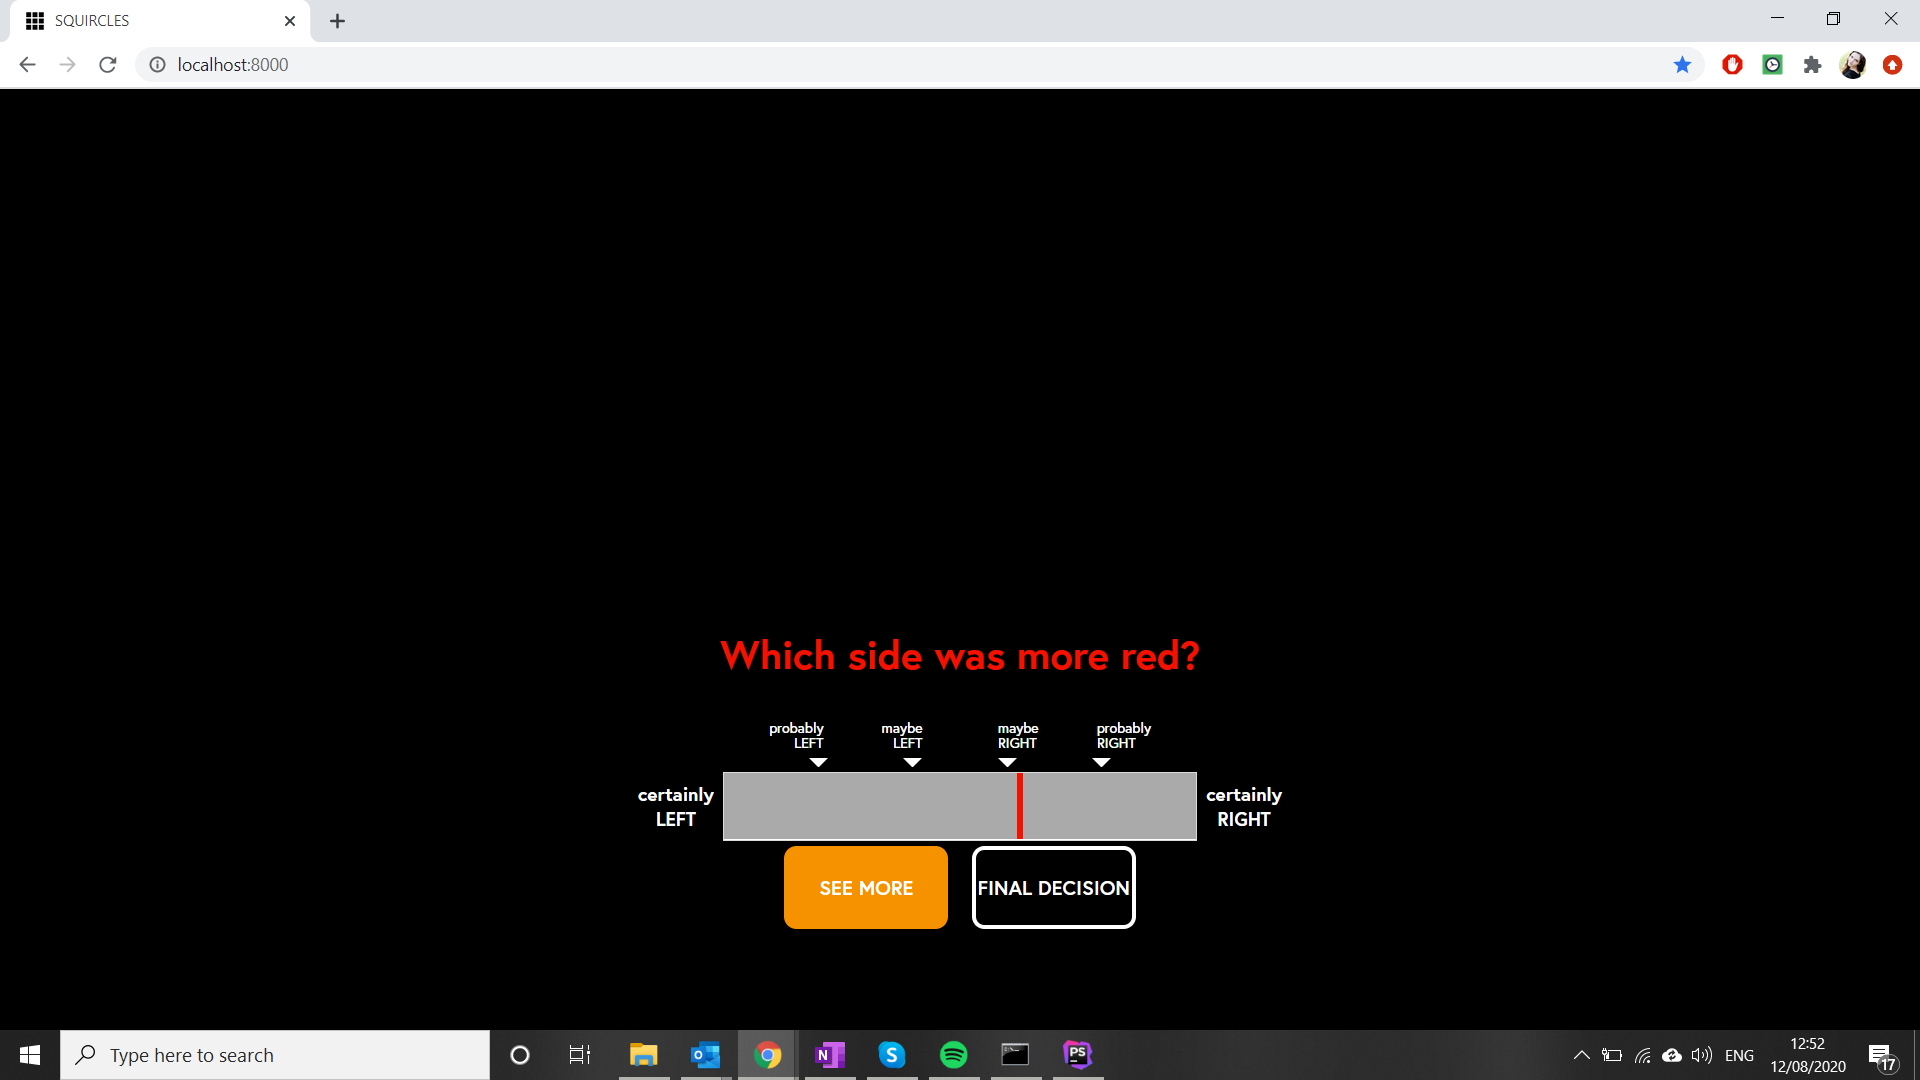 SQUIRCLES
localhost:8000
Which side was more red?
probably
LEFT
maybe
LEFT
maybe
RIGHT
probably
RIGHT
certainly
LEFT
certainly
RIGHT
SEE MORE
FINAL DECISION
Type here to search
O
N
S
PS
ENG
12:52
12/08/2020
17